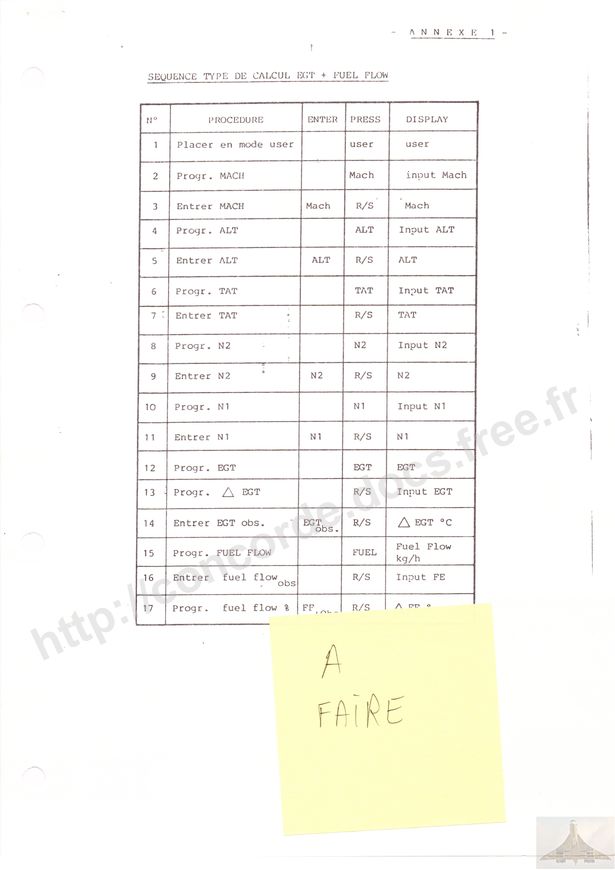 - ANNEXE 1 -
SEQUENCE TYPE DE CALCUL EGT + FUEL FLOW
N° PROCEDURE ENTER PRESS DISPLAY
1 Placer en mode user user user
2 Progr. MACH Mach input Mach
3 Entrer MACH Mach R/S Mach
4 Progr. ALT ALT Input ALT
5 Entrer ALT ALT R/S ALT
6 Progr. TAT TAT Input TAT
7 Entrer TAT R/S TAT
8 Progr. N2 N2 Input N2
9 Entrer N2 N2 R/S N2
10 Progr. N1 N1 Input N1
11 Entrer N1 N1 R/S N1
12 Progr. EGT EGT EGT
13 Progr. △ EGT R/S Input EGT
14 Entrer EGT obs. EGT obs. R/S △ EGT °C
15 Progr. FUEL FLOW FUEL Fuel Flow kg/h
16 Entrer fuel flow obs R/S Input FE
17 Progr. fuel flow % FF R/S
A
FAIRE
http://concorde.docs.free.fr